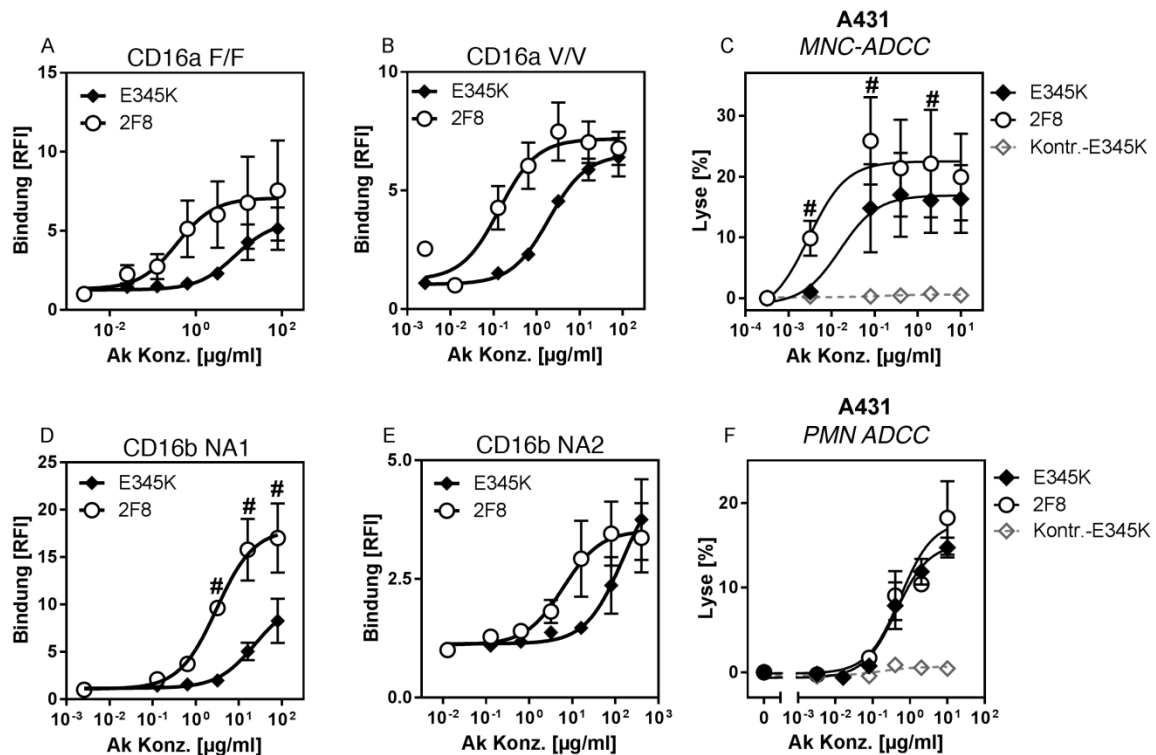 A
CD16a F/F
Bindung [RFI]
15
10
5
0
E345K
2F8
10⁻² 10⁰ 10²
Ak Konz. [µg/ml]
B
CD16a V/V
Bindung [RFI]
10
5
0
E345K
2F8
10⁻³ 10⁻² 10⁻¹ 10⁰ 10¹ 10² 10³
Ak Konz. [µg/ml]
C
A431
MNC-ADCC
Lyse [%]
30
20
10
0
# # #
E345K
2F8
Kontr.-E345K
10⁻⁴ 10⁻³ 10⁻² 10⁻¹ 10⁰ 10¹ 10²
Ak Konz. [µg/ml]
D
CD16b NA1
Bindung [RFI]
25
20
15
10
5
0
E345K
2F8
# # #
10⁻³ 10⁻² 10⁻¹ 10⁰ 10¹ 10² 10³
Ak Konz. [µg/ml]
E
CD16b NA2
Bindung [RFI]
5.0
2.5
0.0
E345K
2F8
10⁻² 10⁻¹ 10⁰ 10¹ 10² 10³
Ak Konz. [µg/ml]
F
A431
PMN ADCC
Lyse [%]
20
10
0
E345K
2F8
Kontr.-E345K
0 10⁻³ 10⁻² 10⁻¹ 10⁰ 10¹ 10²
Ak Konz. [µg/ml]